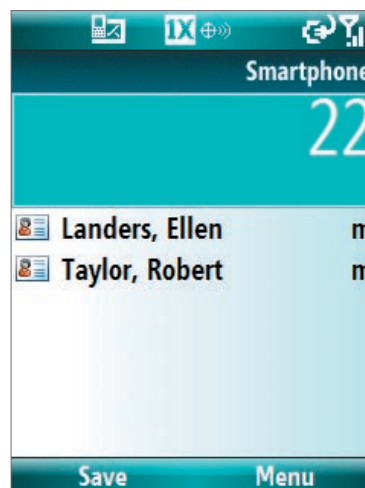 1X
Smartphone
22
Landers, Ellen m
Taylor, Robert m
Save Menu